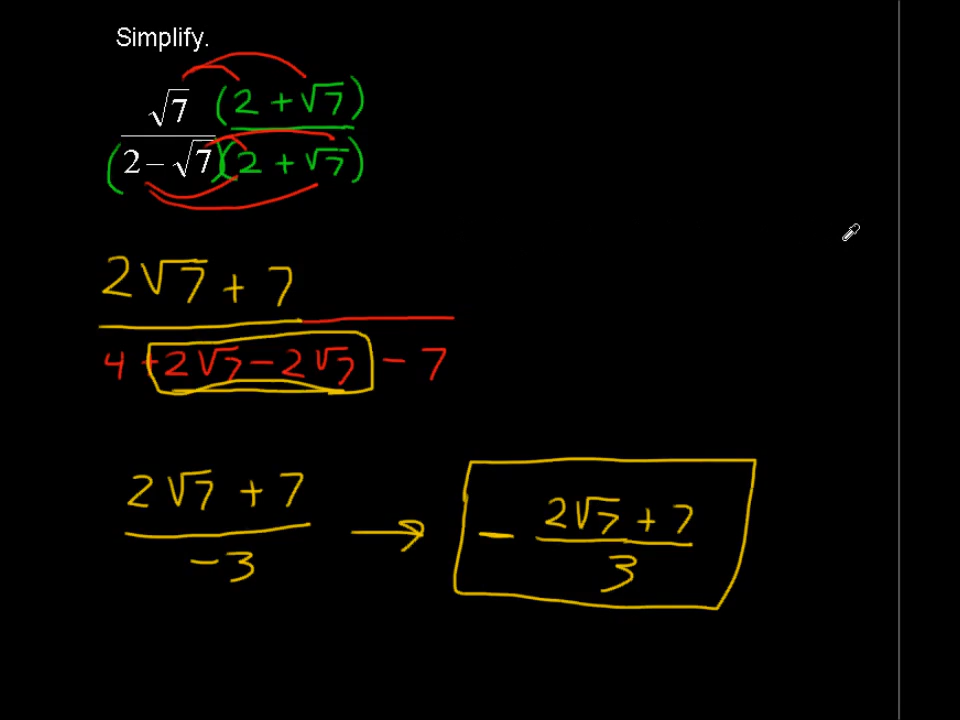 Simplify.
√7 (2 + √7)
(2 − √7)(2 + √7)
2√7 + 7
4 + 2√7 − 2√7 − 7
2√7 + 7 → − 2√7 + 7
−3 3